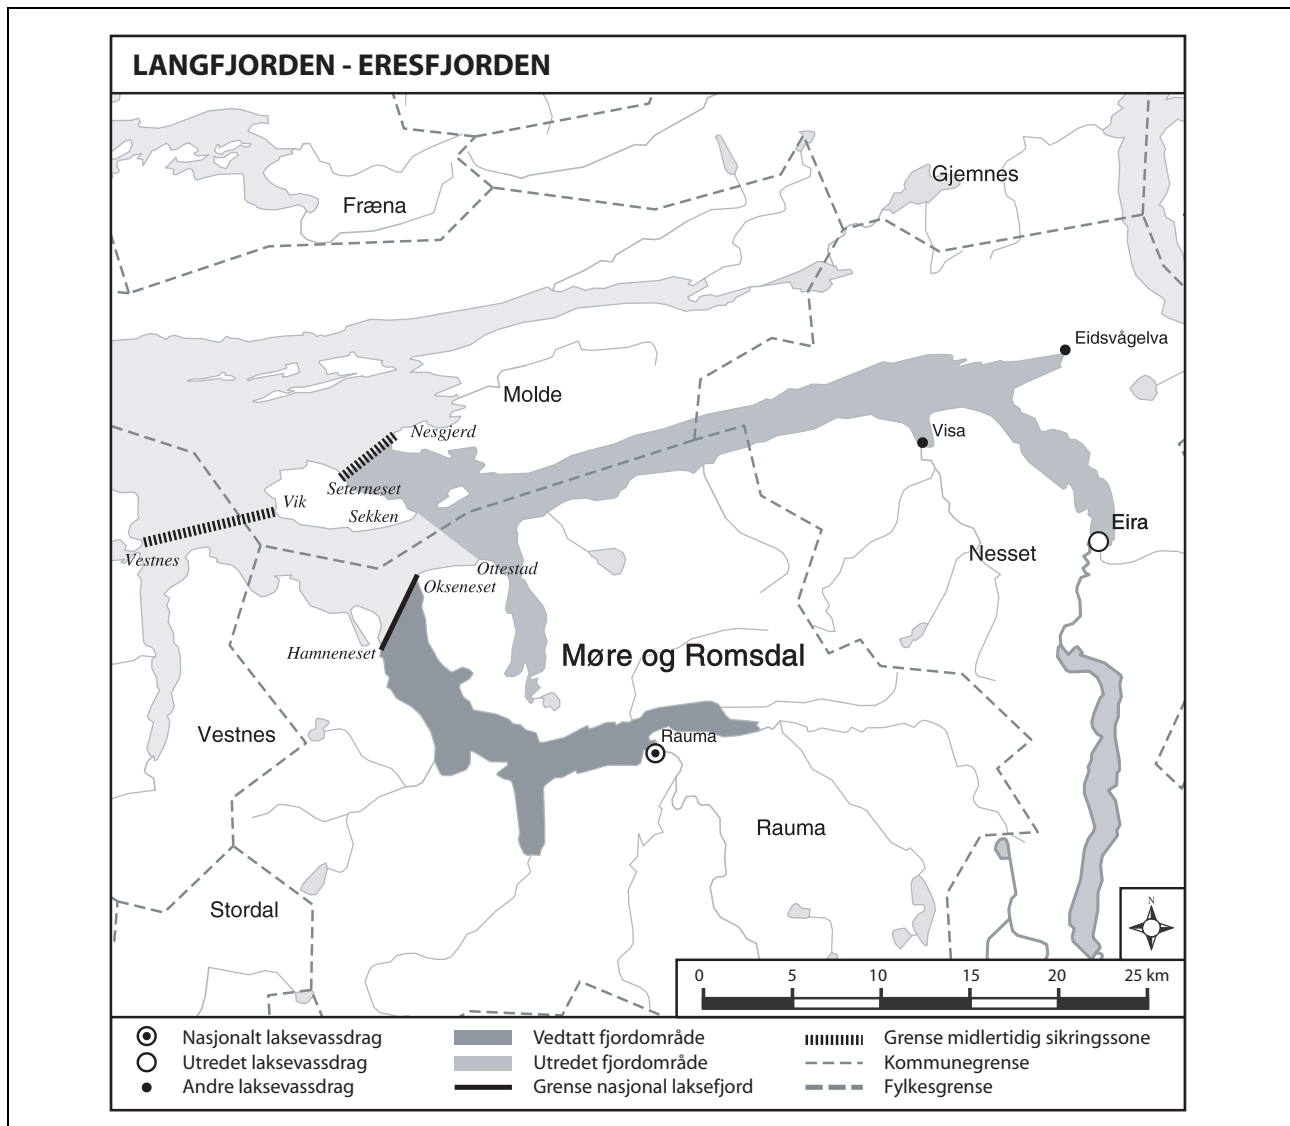 LANGFJORDEN - ERESFJORDEN
Gjemnes
Fræna
Eidsvågelva
Molde
Nesgjerd
Visa
Seterneset
Vik
Sekken
Eira
Vestnes
Nesset
Ottestad
Okseneset
Hamneneset
Møre og Romsdal
Vestnes
Rauma
Rauma
Stordal
N
0 5 10 15 20 25 km
Nasjonalt laksevassdrag
Vedtatt fjordområde
Grense midlertidig sikringssone
Utredet laksevassdrag
Utredet fjordområde
Kommunegrense
Andre laksevassdrag
Grense nasjonal laksefjord
Fylkesgrense